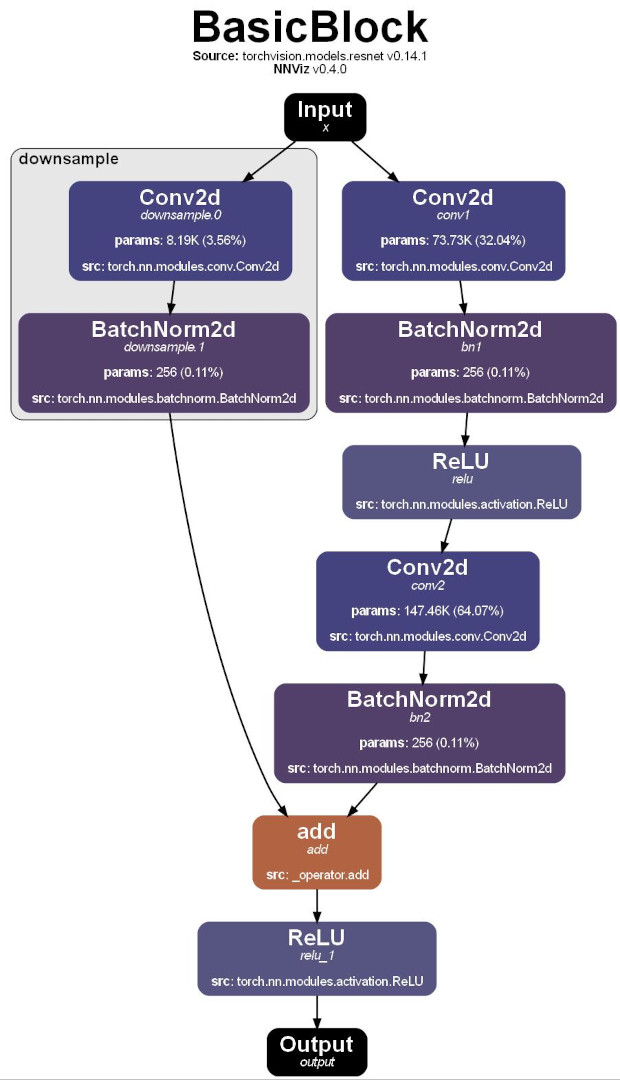 BasicBlock
Source: torchvision.models.resnet v0.14.1
NNViz v0.4.0
Input
x
downsample
Conv2d
downsample.0
params: 8.19K (3.56%)
src: torch.nn.modules.conv.Conv2d
Conv2d
conv1
params: 73.73K (32.04%)
src: torch.nn.modules.conv.Conv2d
BatchNorm2d
downsample.1
params: 256 (0.11%)
src: torch.nn.modules.batchnorm.BatchNorm2d
BatchNorm2d
bn1
params: 256 (0.11%)
src: torch.nn.modules.batchnorm.BatchNorm2d
ReLU
relu
src: torch.nn.modules.activation.ReLU
Conv2d
conv2
params: 147.46K (64.07%)
src: torch.nn.modules.conv.Conv2d
BatchNorm2d
bn2
params: 256 (0.11%)
src: torch.nn.modules.batchnorm.BatchNorm2d
add
add
src: _operator.add
ReLU
relu_1
src: torch.nn.modules.activation.ReLU
Output
output